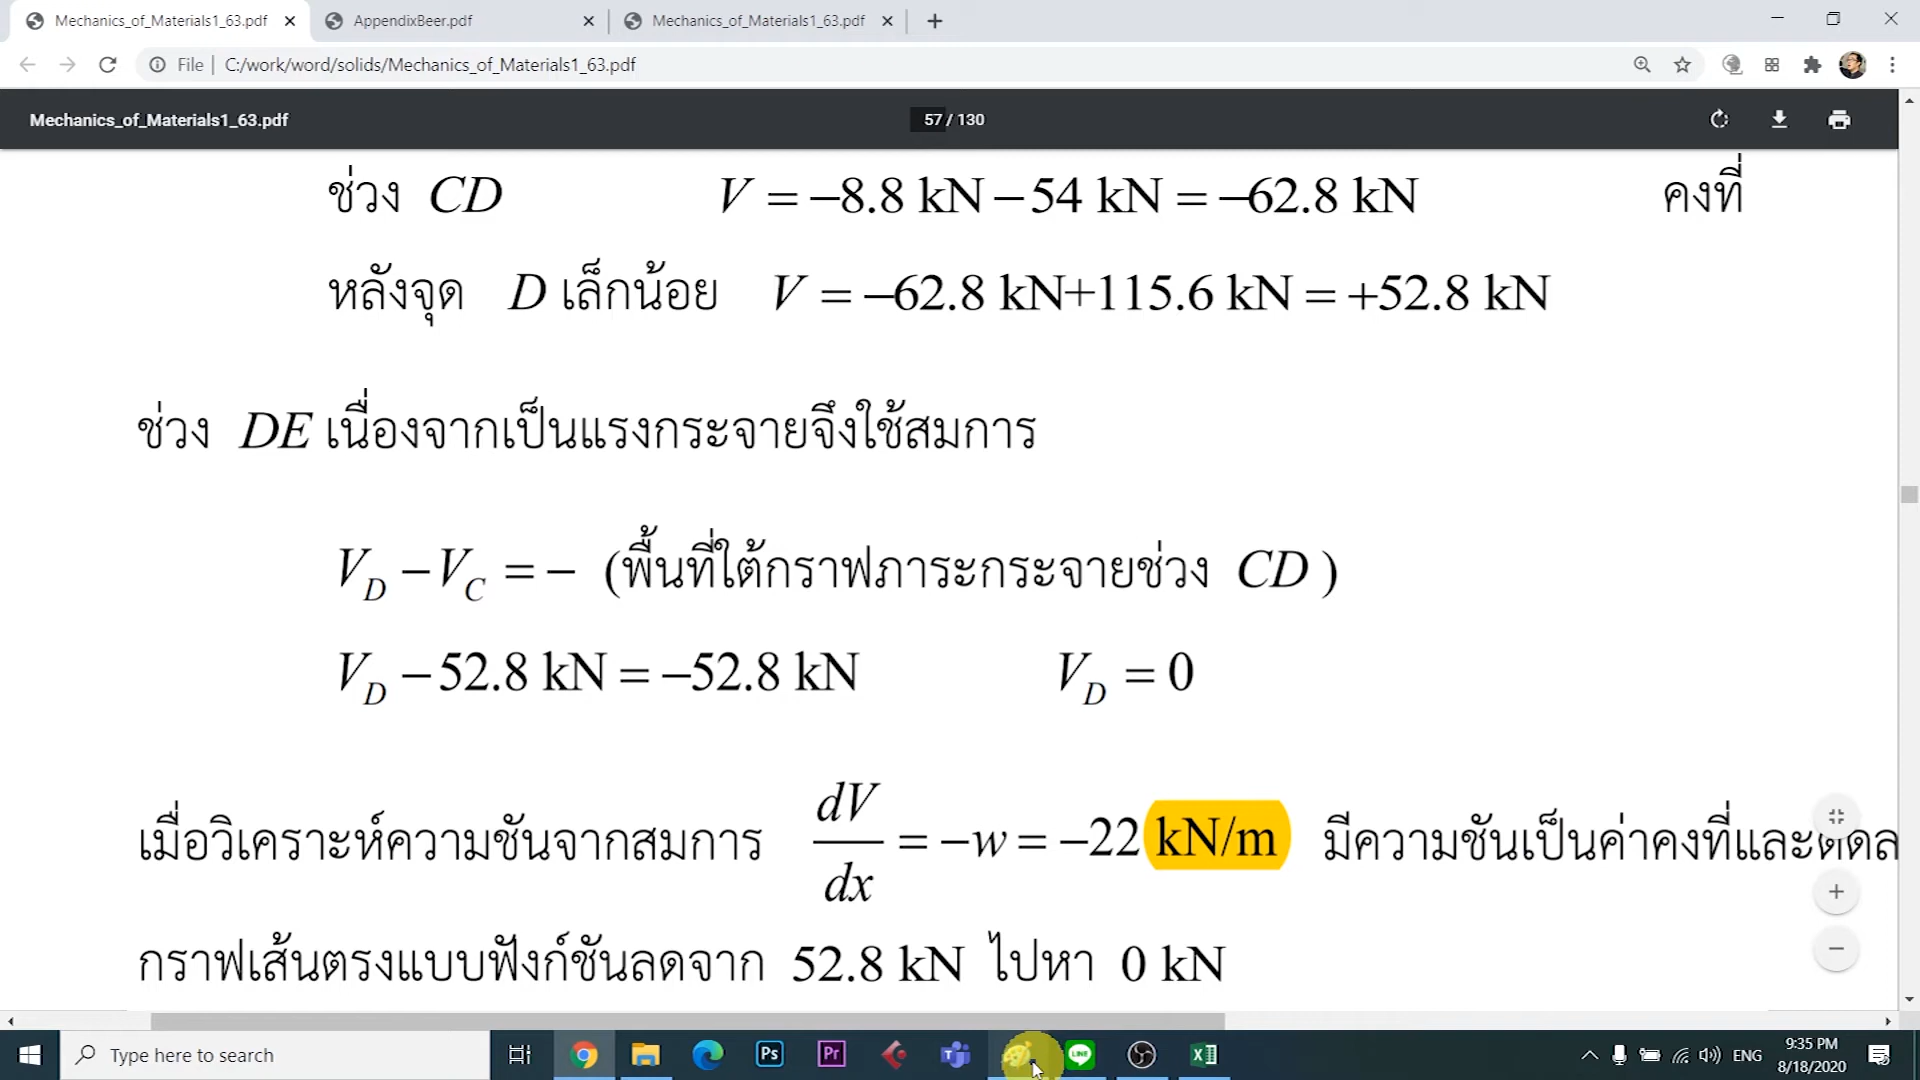 Mechanics_of_Materials1_63.pdf
AppendixBeer.pdf
Mechanics_of_Materials1_63.pdf
File
C:/work/word/solids/Mechanics_of_Materials1_63.pdf
Mechanics_of_Materials1_63.pdf
57 / 130
ช่วง CD V = −8.8 kN − 54 kN = −62.8 kN คงที่
หลังจุด D เล็กน้อย V = −62.8 kN+115.6 kN = +52.8 kN
ช่วง DE เนื่องจากเป็นแรงกระจายจึงใช้สมการ
V_D − V_C = − (พื้นที่ใต้กราฟภาระกระจายช่วง CD )
V_D − 52.8 kN = −52.8 kN V_D = 0
เมื่อวิเคราะห์ความชันจากสมการ dV/dx = −w = −22 kN/m มีความชันเป็นค่าคงที่และติดล
กราฟเส้นตรงแบบฟังก์ชันลดจาก 52.8 kN ไปหา 0 kN
Type here to search
Ps
Pr
LINE
ENG
9:35 PM
8/18/2020